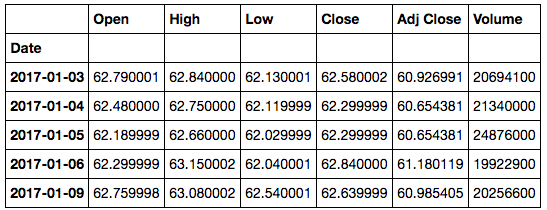 Open High Low Close Adj Close Volume
Date
2017-01-03 62.790001 62.840000 62.130001 62.580002 60.926991 20694100
2017-01-04 62.480000 62.750000 62.119999 62.299999 60.654381 21340000
2017-01-05 62.189999 62.660000 62.029999 62.299999 60.654381 24876000
2017-01-06 62.299999 63.150002 62.040001 62.840000 61.180119 19922900
2017-01-09 62.759998 63.080002 62.540001 62.639999 60.985405 20256600